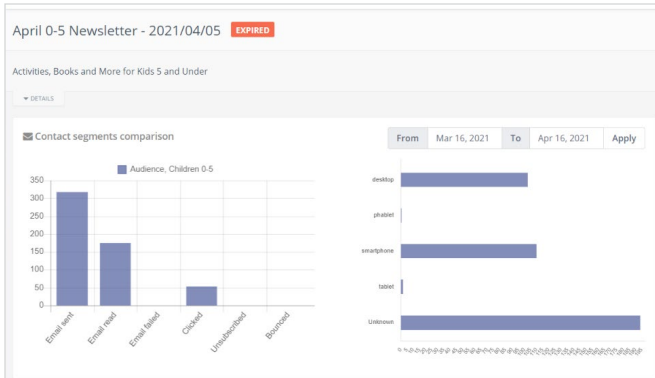 April 0-5 Newsletter - 2021/04/05 EXPIRED
Activities, Books and More for Kids 5 and Under
DETAILS
Contact segments comparison
From Mar 16, 2021 To Apr 16, 2021 Apply
Audience, Children 0-5
350
300
250
200
150
100
50
0
Email sent
Email read
Email failed
Clicked
Unsubscribed
Bounced
desktop
phablet
smartphone
tablet
Unknown